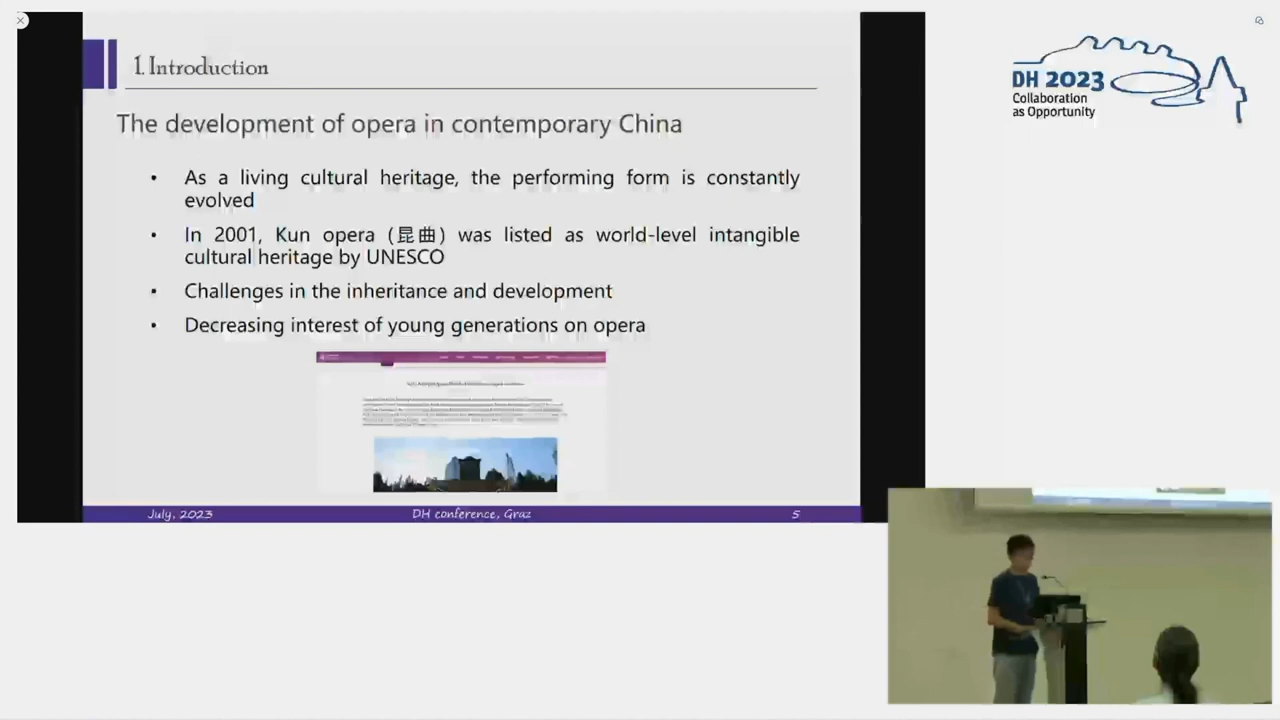 1. Introduction
The development of opera in contemporary China
• As a living cultural heritage, the performing form is constantly
evolved
• In 2001, Kun opera (昆曲) was listed as world-level intangible
cultural heritage by UNESCO
• Challenges in the inheritance and development
• Decreasing interest of young generations on opera
July, 2023
DH conference, Graz
5
DH 2023
Collaboration
as Opportunity